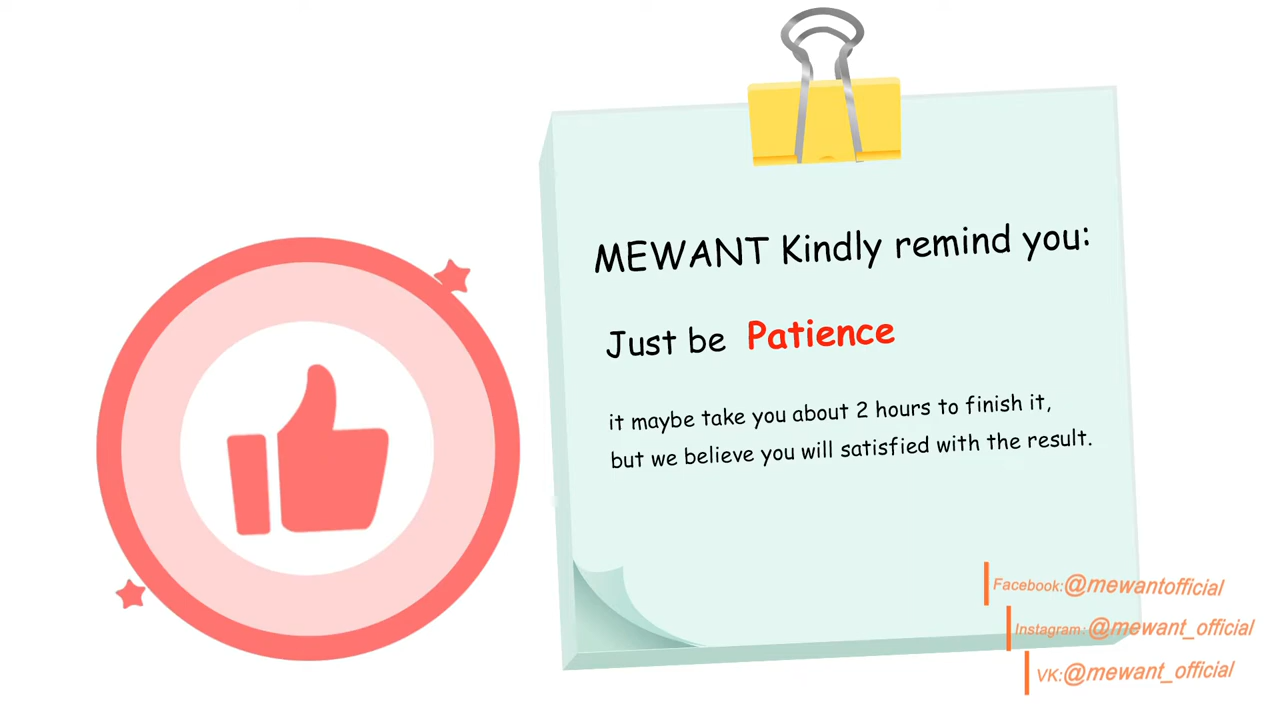 MEWANT Kindly remind you:
Just be Patience
it maybe take you about 2 hours to finish it,
but we believe you will satisfied with the result.
Facebook:@mewantofficial
Instagram:@mewant_official
VK:@mewant_official